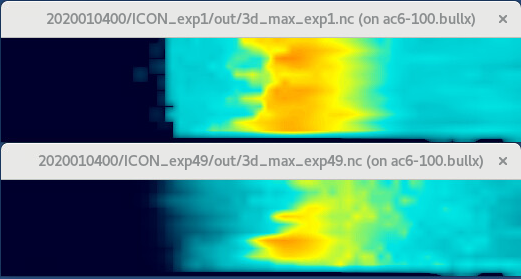 2020010400/ICON_exp1/out/3d_max_exp1.nc (on ac6-100.bullx)
2020010400/ICON_exp49/out/3d_max_exp49.nc (on ac6-100.bullx)